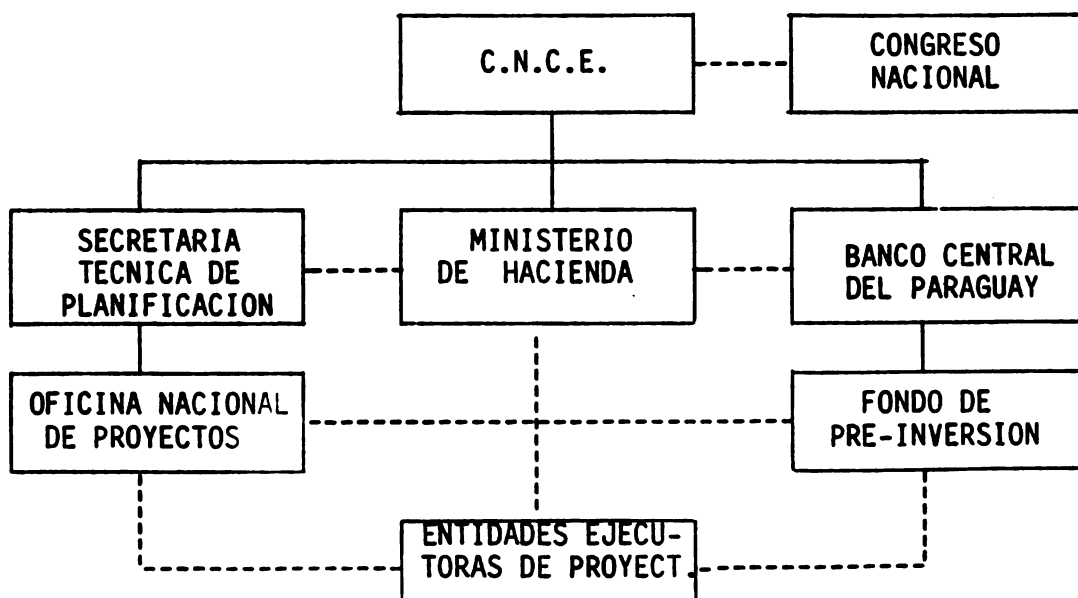 C.N.C.E.
CONGRESO
NACIONAL
SECRETARIA
TECNICA DE
PLANIFICACION
MINISTERIO
DE HACIENDA
BANCO CENTRAL
DEL PARAGUAY
OFICINA NACIONAL
DE PROYECTOS
FONDO DE
PRE-INVERSION
ENTIDADES EJECU-
TORAS DE PROYECT.